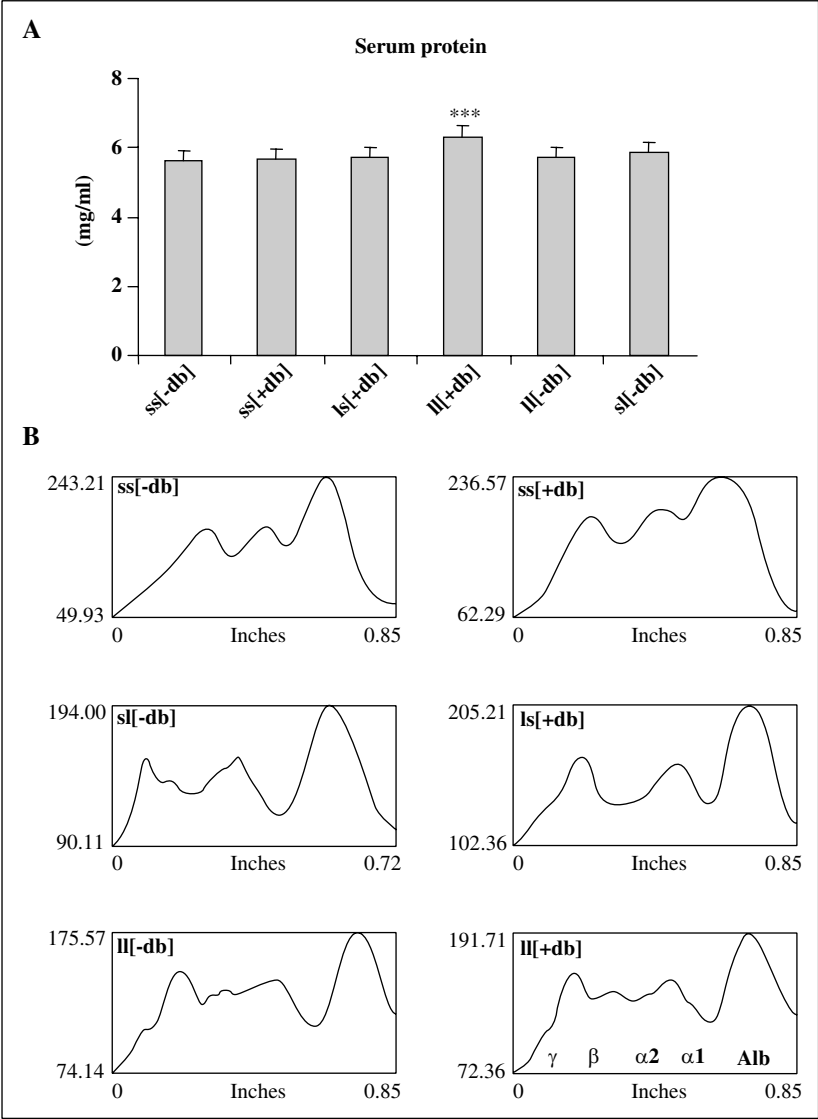 A
Serum protein
8
6
4
2
0
(mg/ml)
***
ss[-db]
ss[+db]
ls[+db]
ll[+db]
ll[-db]
sl[-db]
B
243.21
ss[-db]
49.93
0 Inches 0.85
236.57
ss[+db]
62.29
0 Inches 0.85
194.00
sl[-db]
90.11
0 Inches 0.72
205.21
ls[+db]
102.36
0 Inches 0.85
175.57
ll[-db]
74.14
0 Inches 0.85
191.71
ll[+db]
γ β α2 α1 Alb
72.36
0 Inches 0.85